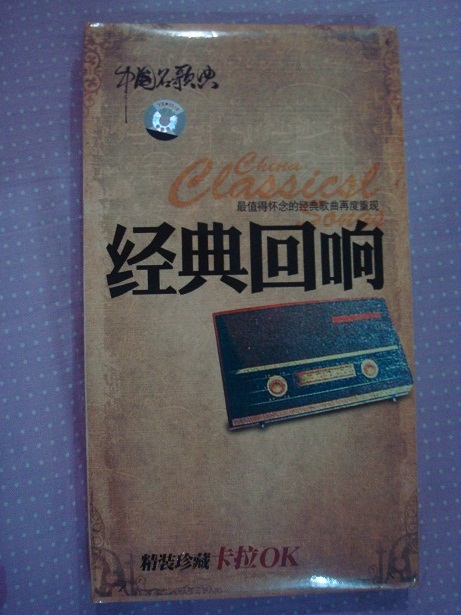 中国名歌典
China
Classicsl
最值得怀念的经典歌曲再度重现
Songs
经典回响
精装珍藏卡拉OK